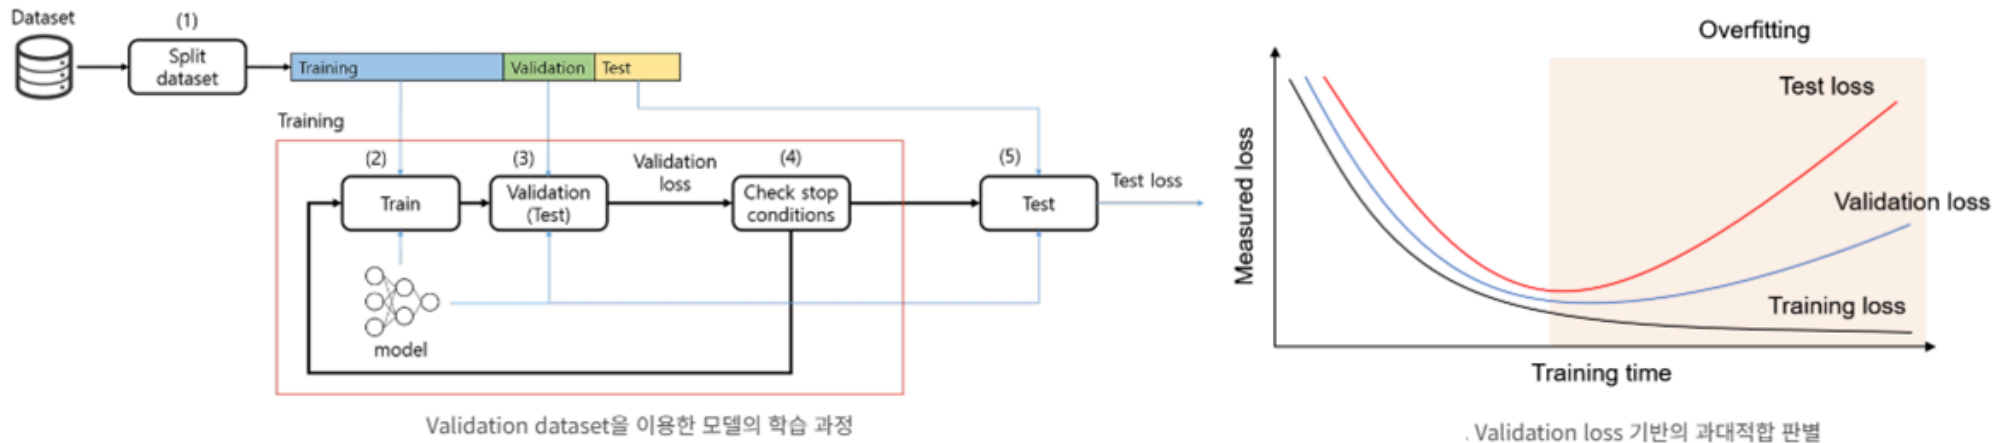 Dataset
(1)
Split
dataset
Training
Validation
Test
Training
(2)
Train
(3)
Validation
(Test)
Validation
loss
(4)
Check stop
conditions
(5)
Test
Test loss
model
Validation dataset을 이용한 모델의 학습 과정
Overfitting
Test loss
Validation loss
Training loss
Measured loss
Training time
. Validation loss 기반의 과대적합 판별